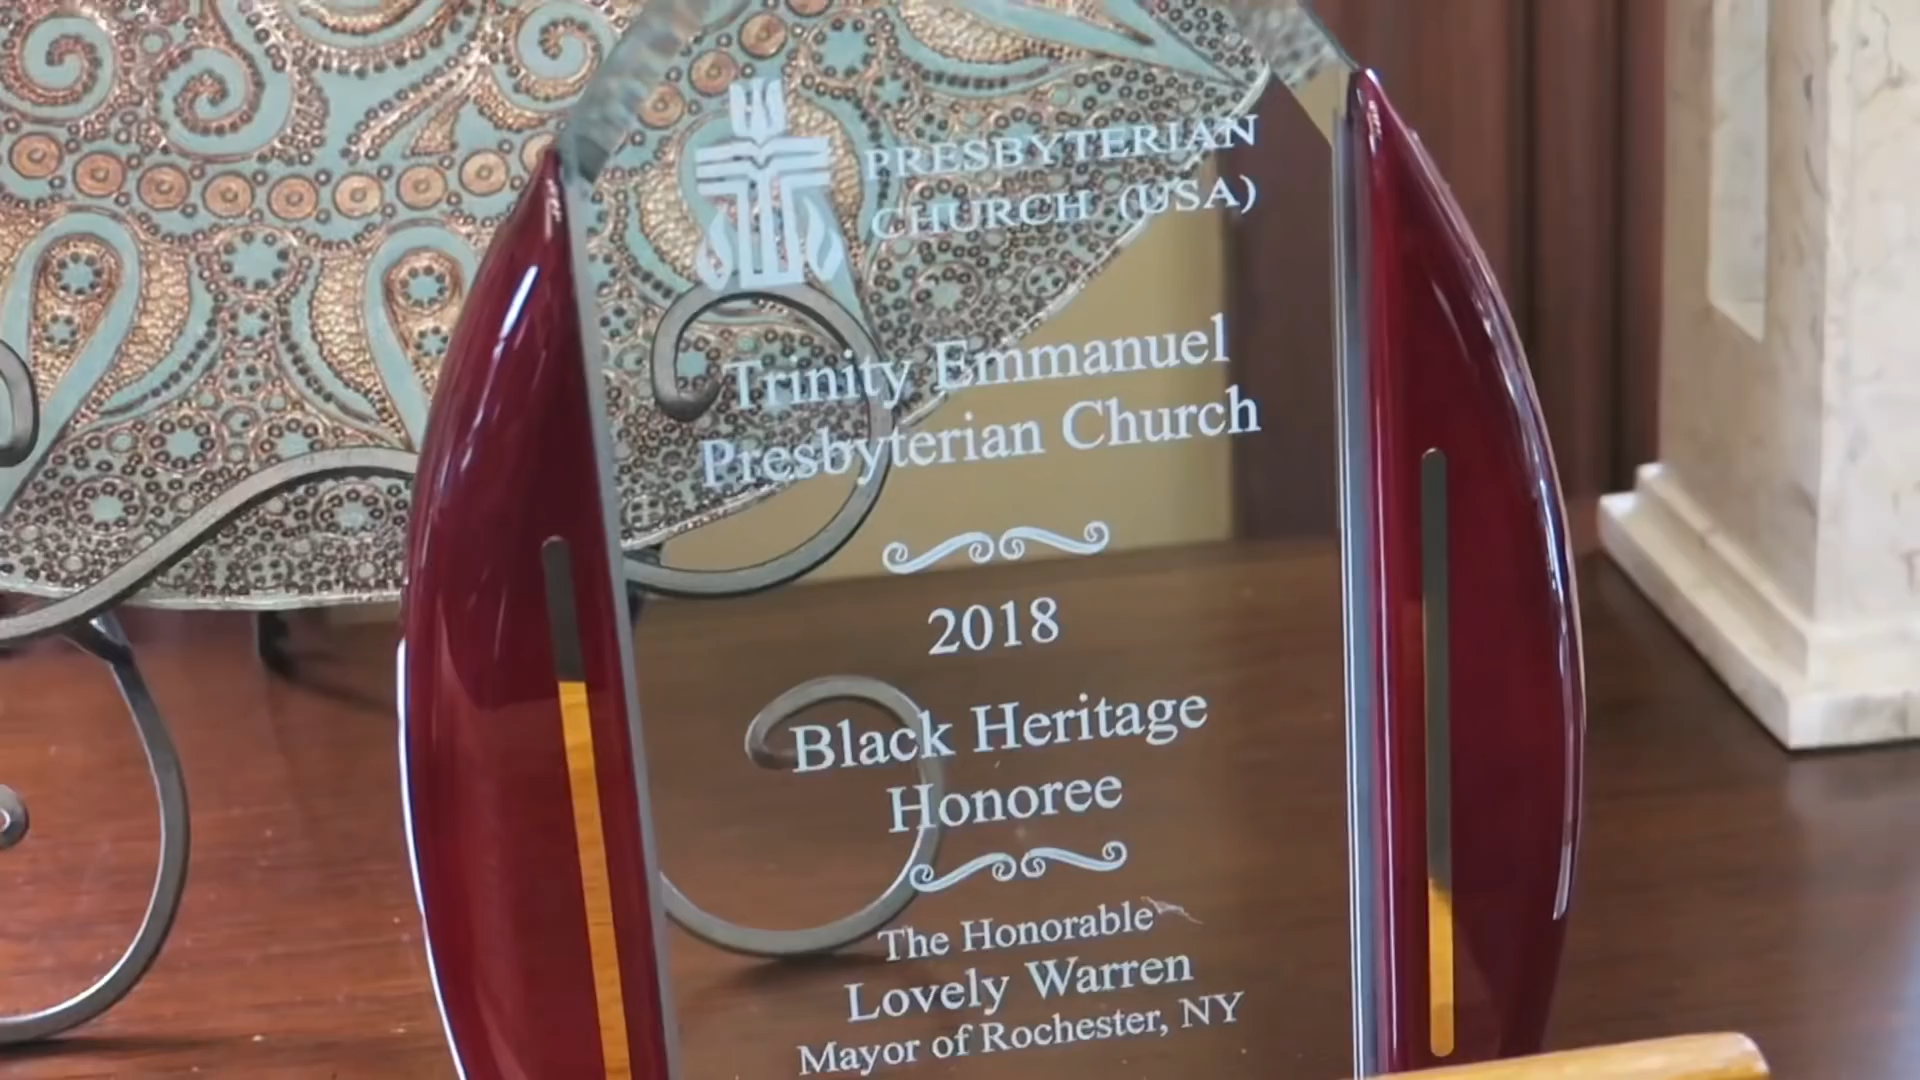 PRESBYTERIAN
CHURCH (USA)
Trinity Emmanuel
Presbyterian Church
2018
Black Heritage
Honoree
The Honorable
Lovely Warren
Mayor of Rochester, NY